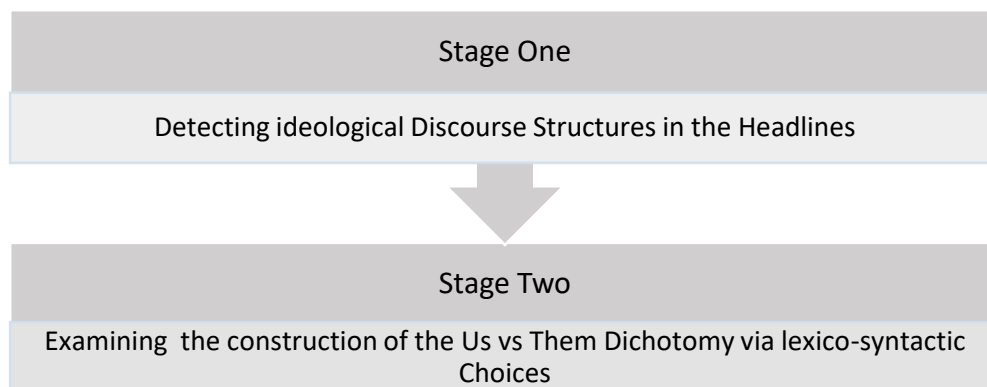 Stage One
Detecting ideological Discourse Structures in the Headlines
Stage Two
Examining  the construction of the Us vs Them Dichotomy via lexico-syntactic
Choices